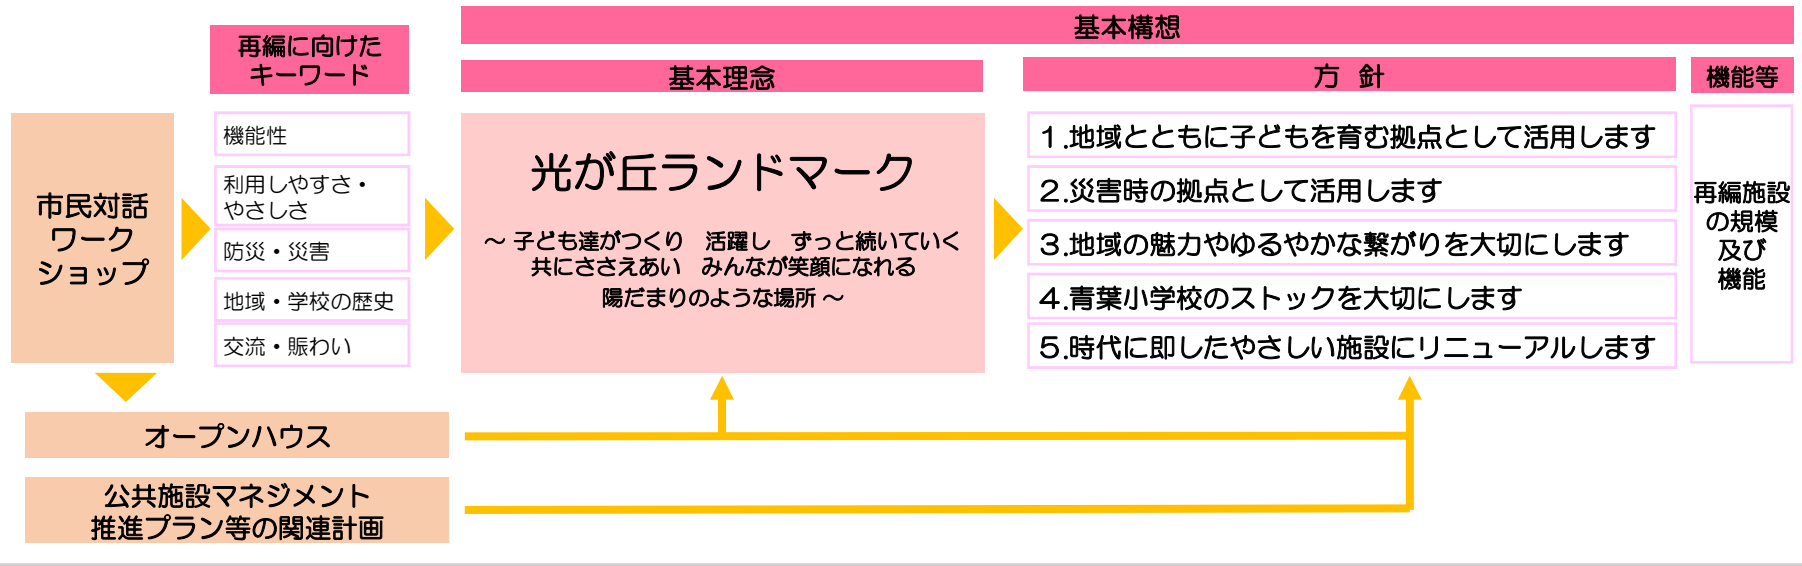 基本構想
再編に向けた
キーワード
基本理念
方 針
機能等
市民対話
ワーク
ショップ
機能性
利用しやすさ・
やさしさ
防災・災害
地域・学校の歴史
交流・賑わい
光が丘ランドマーク
～ 子ども達がつくり 活躍し ずっと続いていく
共にささえあい みんなが笑顔になれる
陽だまりのような場所 ～
１.地域とともに子どもを育む拠点として活用します
２.災害時の拠点として活用します
３.地域の魅力やゆるやかな繋がりを大切にします
４.青葉小学校のストックを大切にします
５.時代に即したやさしい施設にリニューアルします
再編施設
の規模
及び
機能
オープンハウス
公共施設マネジメント
推進プラン等の関連計画